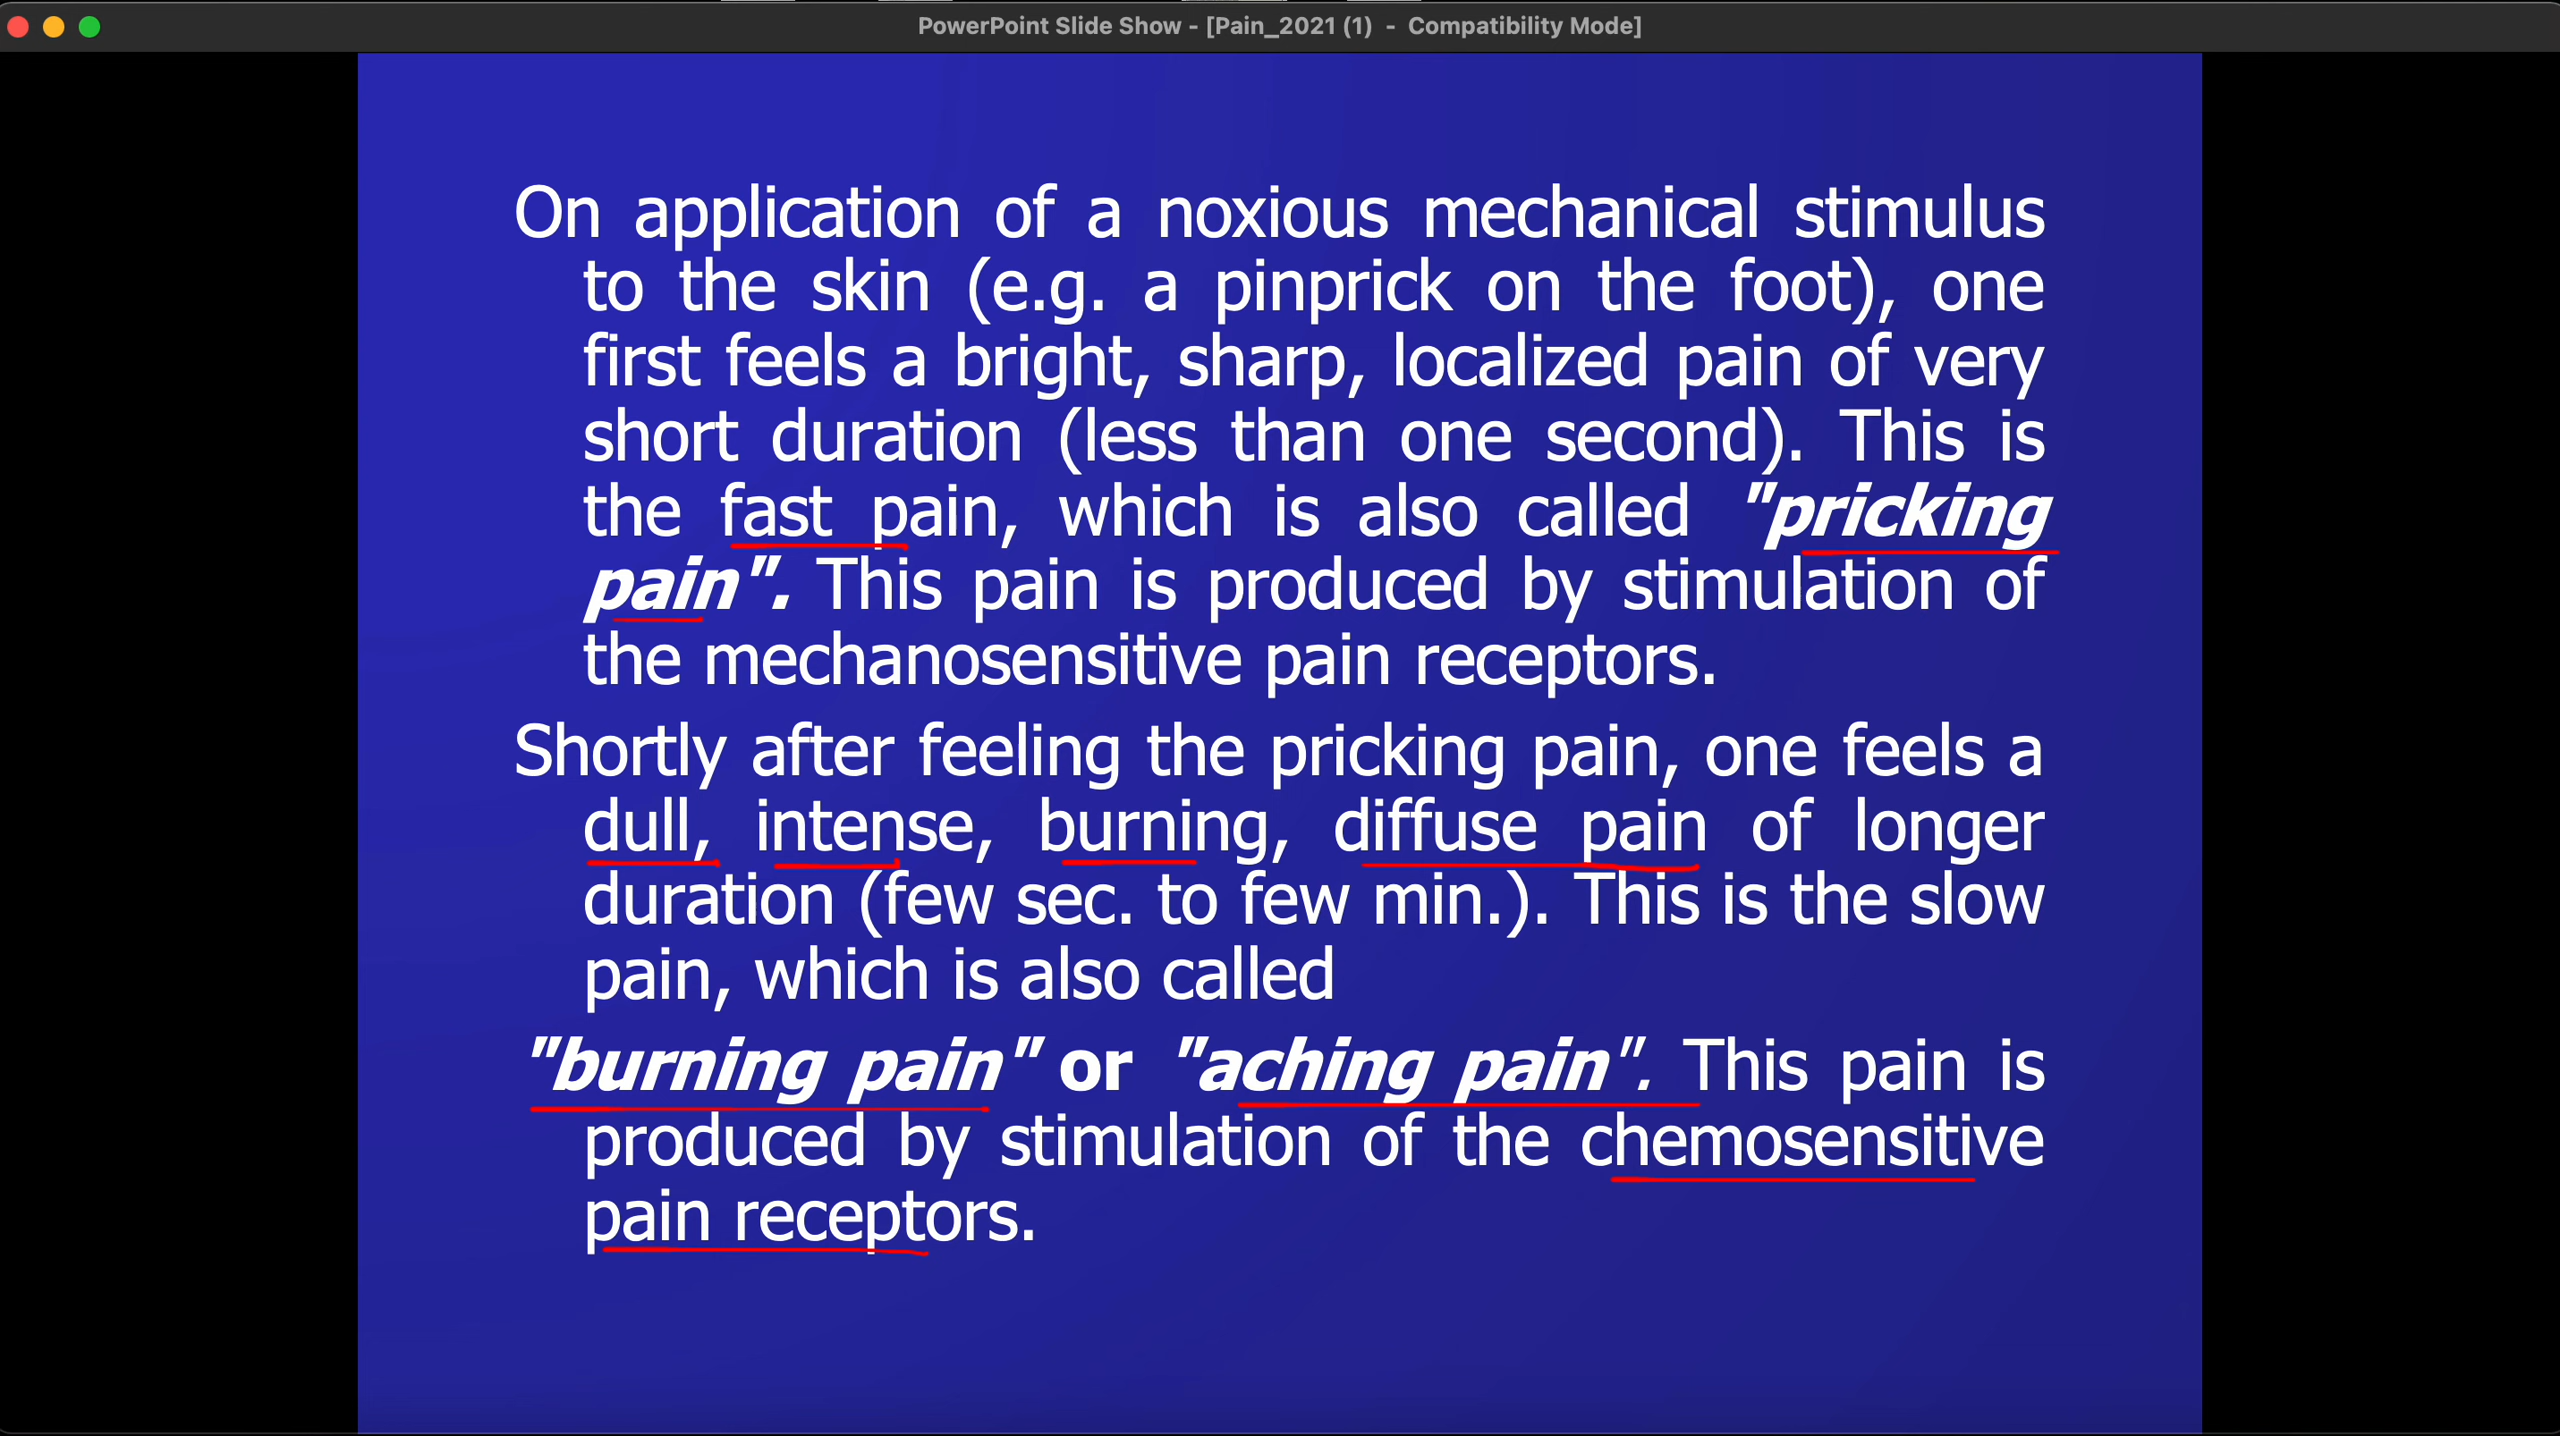 PowerPoint Slide Show - [Pain_2021 (1) - Compatibility Mode]
On application of a noxious mechanical stimulus
to the skin (e.g. a pinprick on the foot), one
first feels a bright, sharp, localized pain of very
short duration (less than one second). This is
the fast pain, which is also called "pricking
pain". This pain is produced by stimulation of
the mechanosensitive pain receptors.
Shortly after feeling the pricking pain, one feels a
dull, intense, burning, diffuse pain of longer
duration (few sec. to few min.). This is the slow
pain, which is also called
"burning pain" or "aching pain". This pain is
produced by stimulation of the chemosensitive
pain receptors.